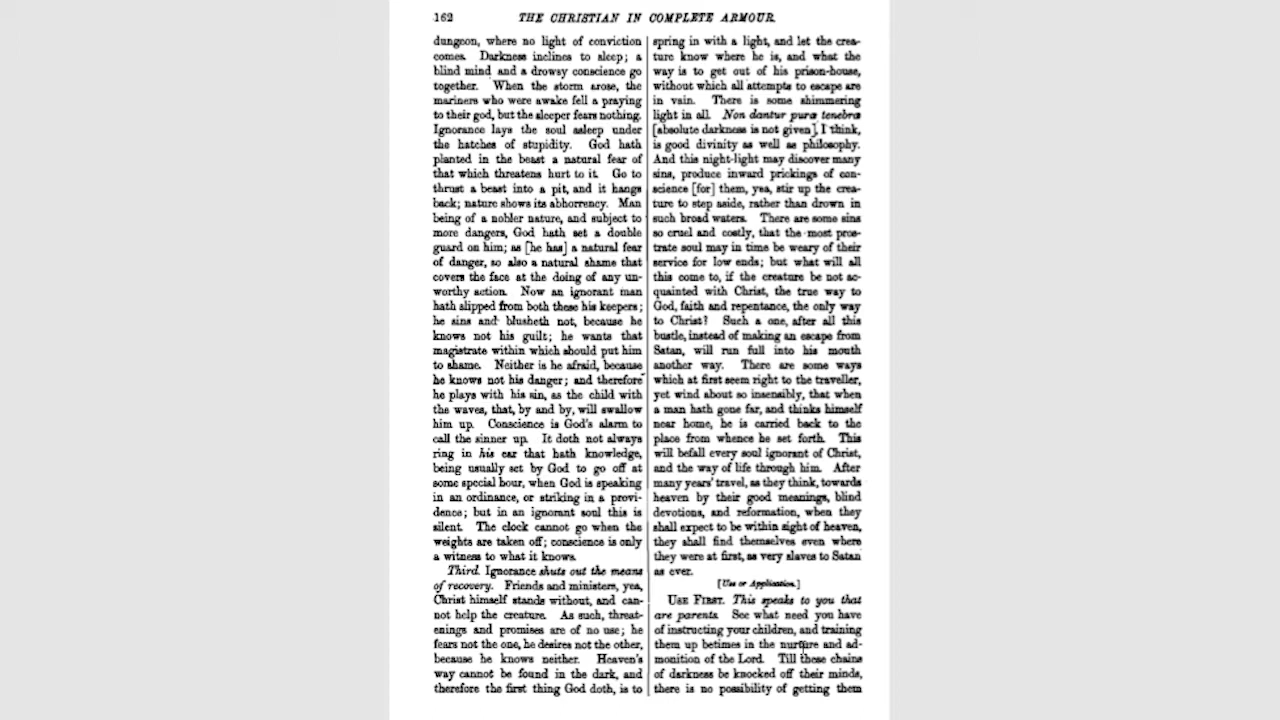 162 THE CHRISTIAN IN COMPLETE ARMOUR.
dungeon, where no light of conviction
comes. Darkness inclines to sleep; a
blind mind and a drowsy conscience go
together. When the storm arose, the
mariners who were awake fell a praying
to their god, but the sleeper fears nothing.
Ignorance lays the soul asleep under
the hatches of stupidity. God hath
planted in the beast a natural fear of
that which threatens hurt to it. Go to
thrust a beast into a pit, and it hangs
back; nature shows its abhorrency. Man
being of a nobler nature, and subject to
more dangers, God hath set a double
guard on him; as [he has] a natural fear
of danger, so also a natural shame that
covers the face at the doing of any un-
worthy action. Now an ignorant man
hath slipped from both these his keepers;
he sins and blusheth not, because he
knows not his guilt; he wants that
magistrate within which should put him
to shame. Neither is he afraid, because
he knows not his danger; and therefore
he plays with his sin, as the child with
the waves, that, by and by, will swallow
him up. Conscience is God's alarm to
call the sinner up. It doth not always
ring in his ear that hath knowledge,
being usually set by God to go off at
some special hour, when God is speaking
in an ordinance, or striking in a provi-
dence; but in an ignorant soul this is
silent. The clock cannot go when the
weights are taken off; conscience is only
a witness to what it knows.
Third. Ignorance shuts out the means
of recovery. Friends and ministers, yea,
Christ himself stands without, and can-
not help the creature. As such, threat-
enings and promises are of no use; he
fears not the one, he desires not the other,
because he knows neither. Heaven's
way cannot be found in the dark, and
therefore the first thing God doth, is to
spring in with a light, and let the crea-
ture know where he is, and what the
way is to get out of his prison-house,
without which all attempts to escape are
in vain. There is some shimmering
light in all. Non dantur puræ tenebræ
[absolute darkness is not given], I think,
is good divinity as well as philosophy.
And this night-light may discover many
sins, produce inward prickings of con-
science [for] them, yea, stir up the crea-
ture to step aside, rather than drown in
such broad waters. There are some sins
so cruel and costly, that the most pros-
trate soul may in time be weary of their
service for low ends; but what will all
this come to, if the creature be not ac-
quainted with Christ, the true way to
God, faith and repentance, the only way
to Christ? Such a one, after all this
bustle, instead of making an escape from
Satan, will run full into his mouth
another way. There are some ways
which at first seem right to the traveller,
yet wind about so insensibly, that when
a man hath gone far, and thinks himself
near home, he is carried back to the
place from whence he set forth. This
will befall every soul ignorant of Christ,
and the way of life through him. After
many years' travel, as they think, towards
heaven by their good meanings, blind
devotions, and reformation, when they
shall expect to be within sight of heaven,
they shall find themselves even where
they were at first, as very slaves to Satan
as ever.
[Use or Application.]
USE FIRST. This speaks to you that
are parents. See what need you have
of instructing your children, and training
them up betimes in the nurture and ad-
monition of the Lord. Till these chains
of darkness be knocked off their minds,
there is no possibility of getting them